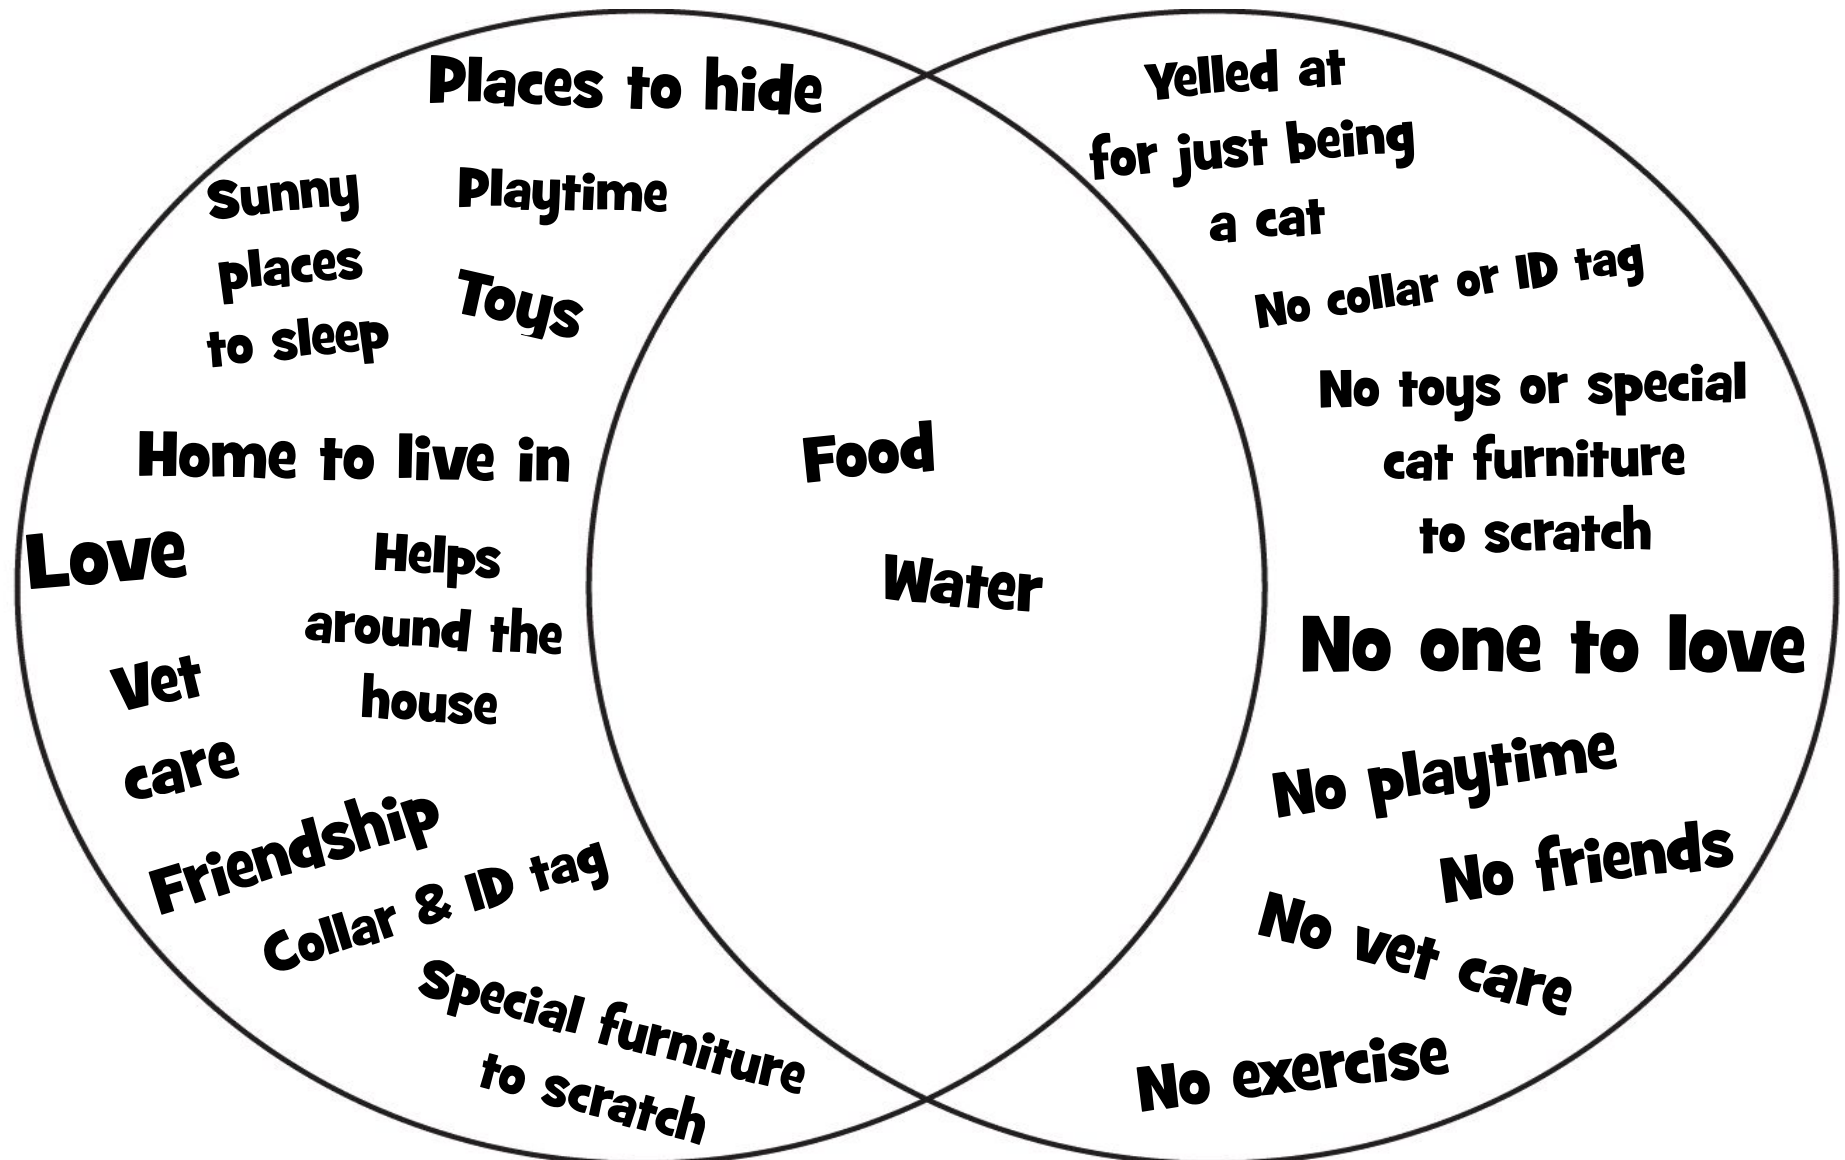 Places to hide
Sunny
places
to sleep
Playtime
Toys
Home to live in
Love
Helps
around the
house
Vet
care
Friendship
Collar & ID tag
Special furniture
to scratch
Food
Water
Yelled at
for just being
a cat
No collar or ID tag
No toys or special
cat furniture
to scratch
No one to love
No playtime
No friends
No vet care
No exercise